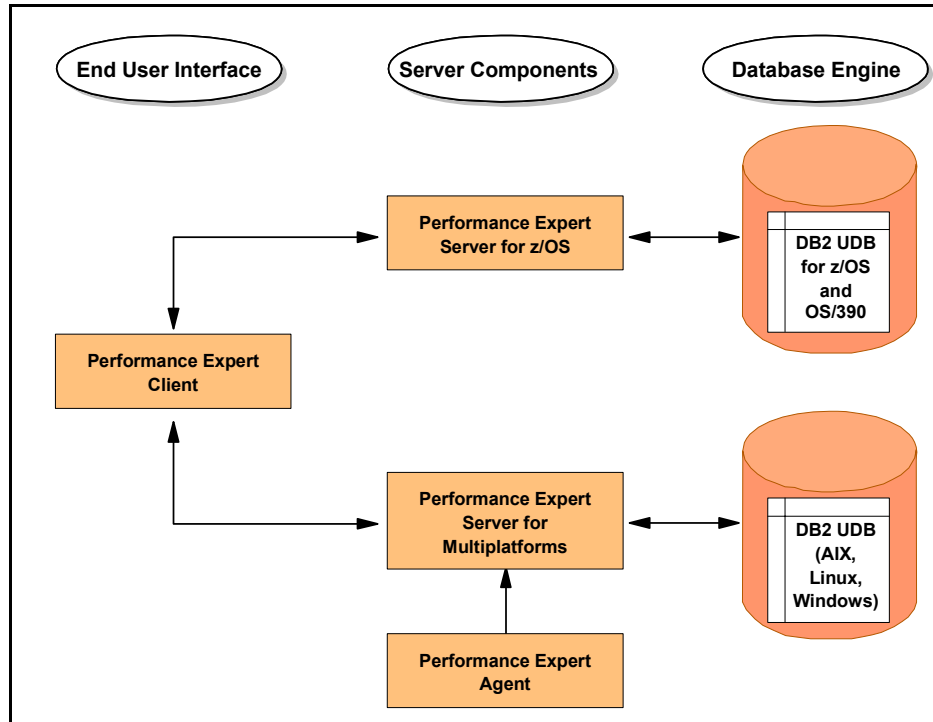 End User Interface
Server Components
Database Engine
Performance Expert
Server for z/OS
DB2 UDB
for z/OS
and
OS/390
Performance Expert
Client
Performance Expert
Server for
Multiplatforms
DB2 UDB
(AIX,
Linux,
Windows)
Performance Expert
Agent